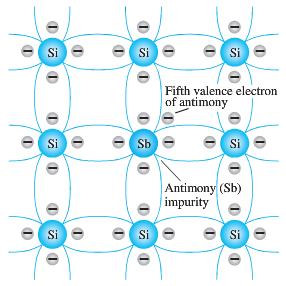 Si Si Si
Fifth valence electron
of antimony
Si Sb Si
Antimony (Sb)
impurity
Si Si Si